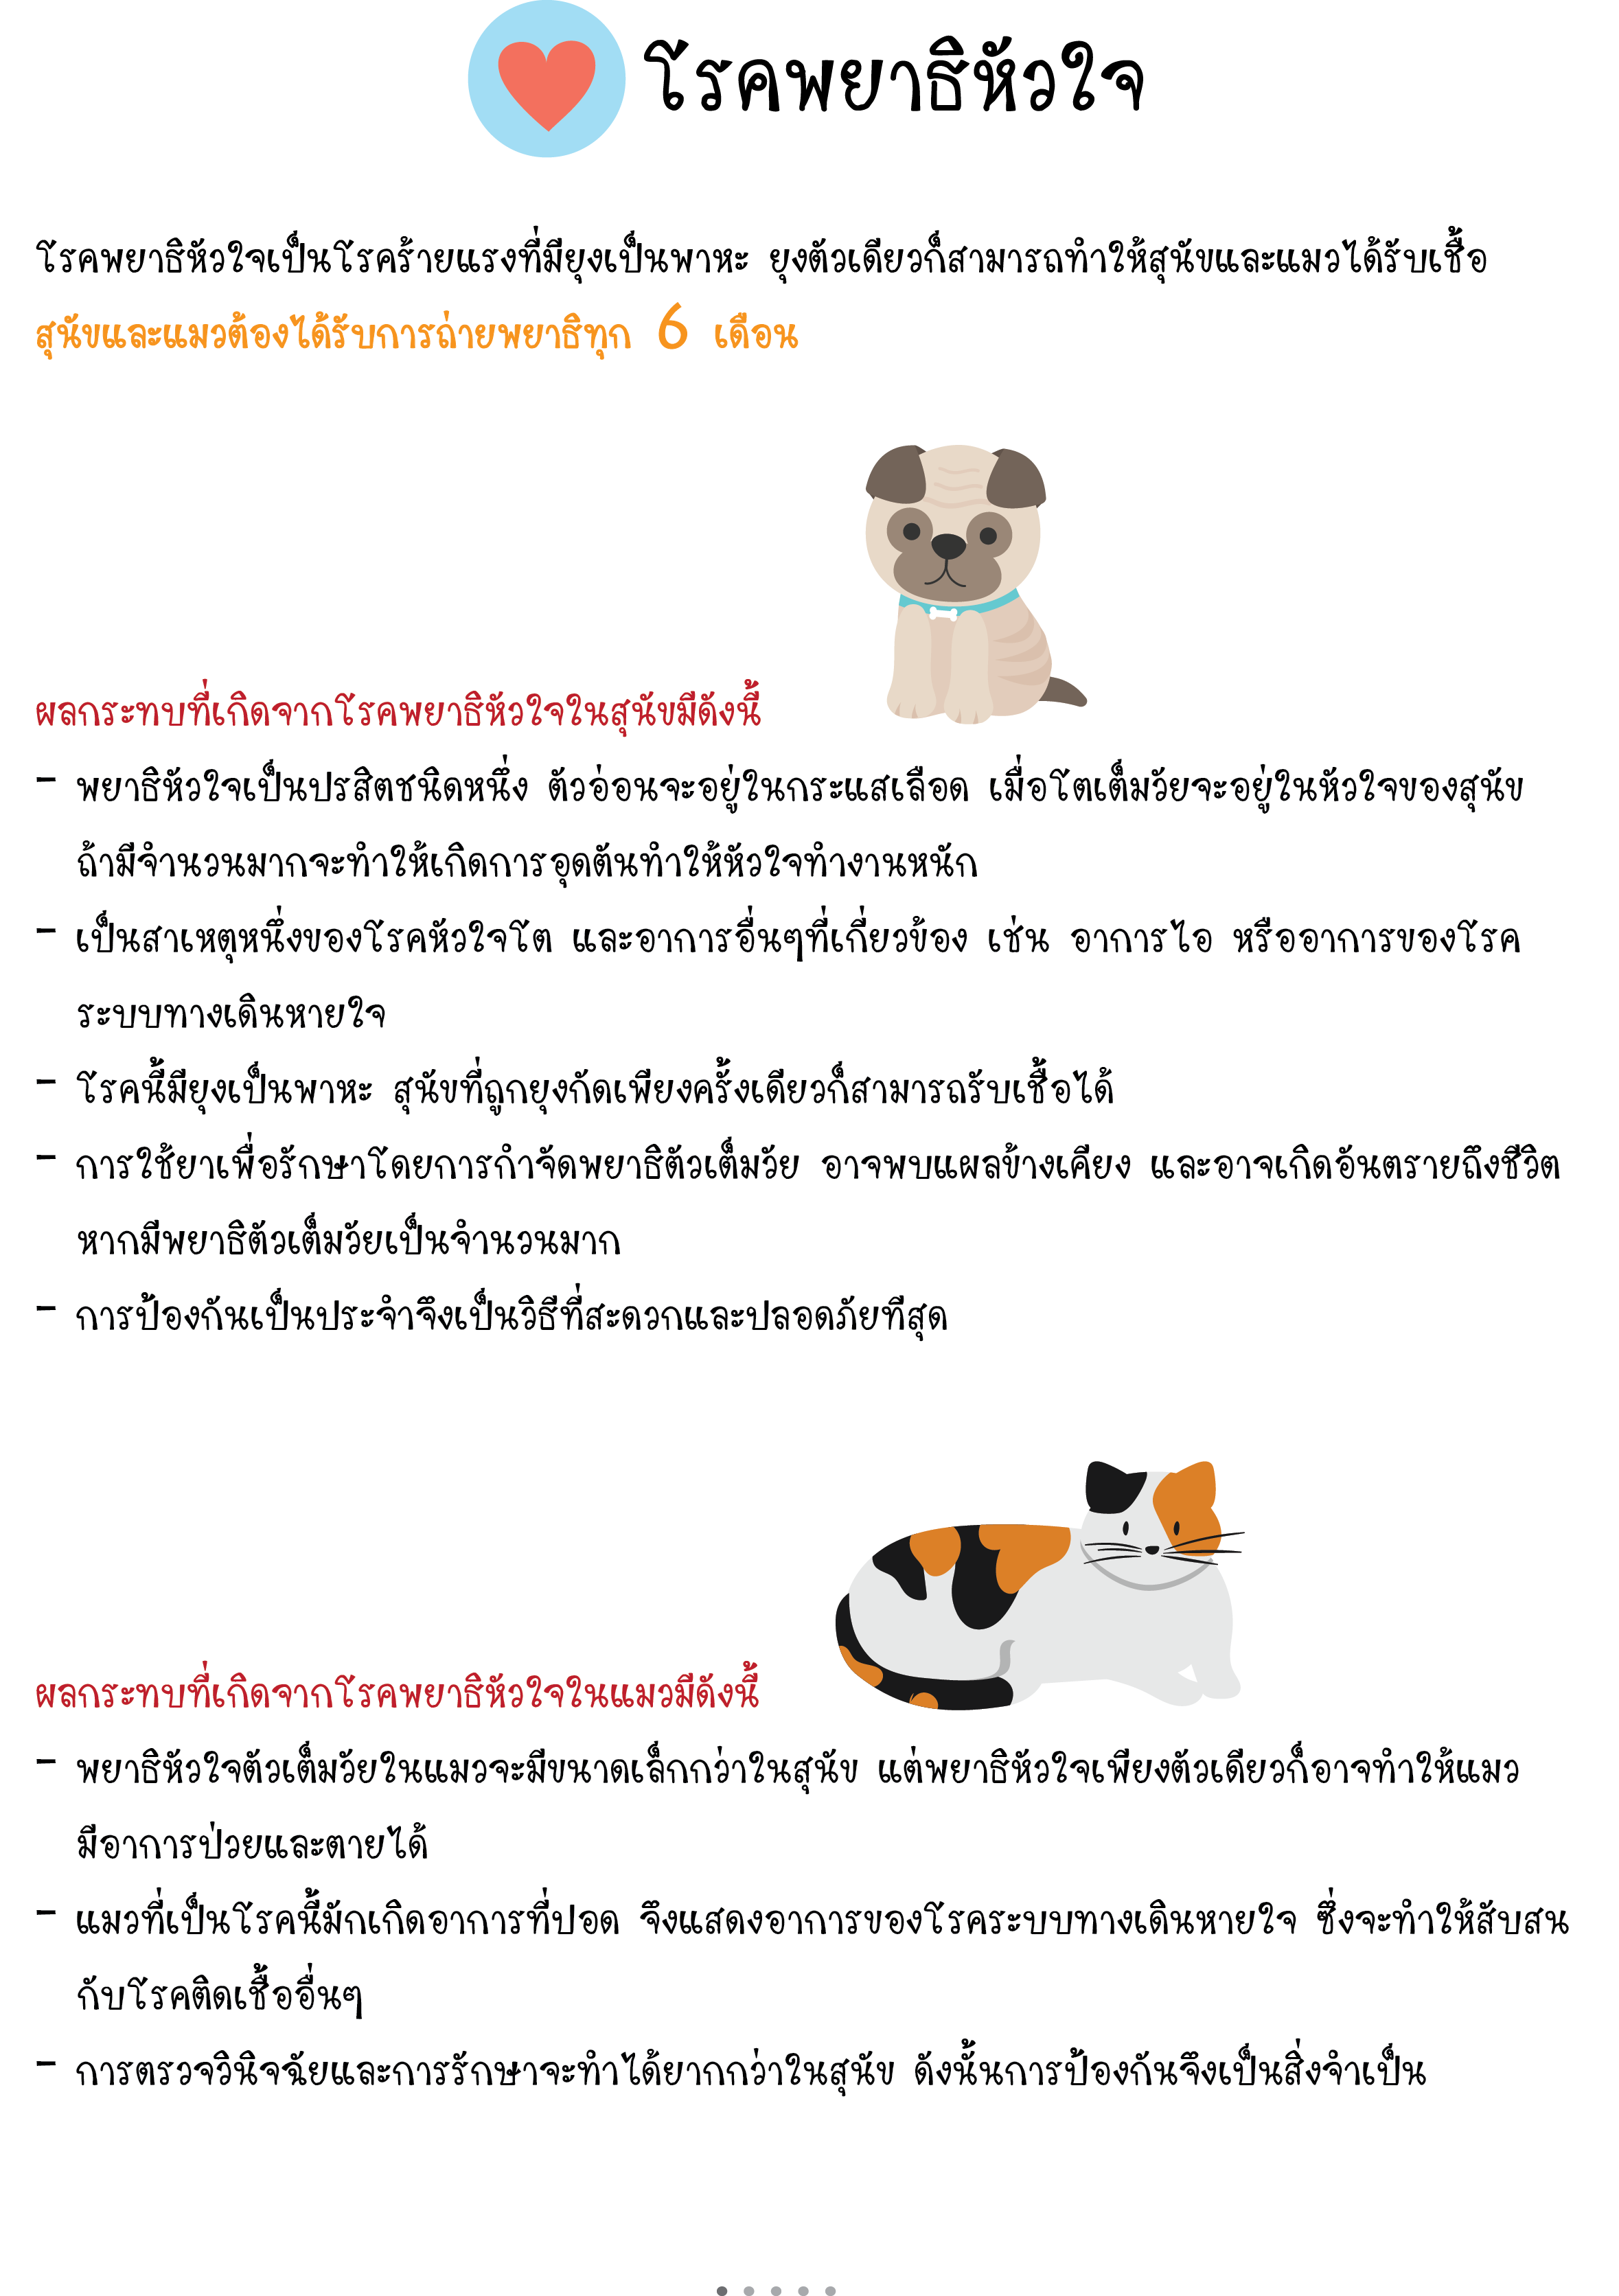 โรคพยาธิหัวใจ
โรคพยาธิหัวใจเป็นโรคร้ายแรงที่มียุงเป็นพาหะ ยุงตัวเดียวก็สามารถทำให้สุนัขและแมวได้รับเชื้อ
สุนัขและแมวต้องได้รับการถ่ายพยาธิทุก 6 เดือน
ผลกระทบที่เกิดจากโรคพยาธิหัวใจในสุนัขมีดังนี้
- พยาธิหัวใจเป็นปรสิตชนิดหนึ่ง ตัวอ่อนจะอยู่ในกระแสเลือด เมื่อโตเต็มวัยจะอยู่ในหัวใจของสุนัข
ถ้ามีจำนวนมากจะทำให้เกิดการอุดตันทำให้หัวใจทำงานหนัก
- เป็นสาเหตุหนึ่งของโรคหัวใจโต และอาการอื่นๆที่เกี่ยวข้อง เช่น อาการไอ หรืออาการของโรค
ระบบทางเดินหายใจ
- โรคนี้มียุงเป็นพาหะ สุนัขที่ถูกยุงกัดเพียงครั้งเดียวก็สามารถรับเชื้อได้
- การใช้ยาเพื่อรักษาโดยการกำจัดพยาธิตัวเต็มวัย อาจพบแผลข้างเคียง และอาจเกิดอันตรายถึงชีวิต
หากมีพยาธิตัวเต็มวัยเป็นจำนวนมาก
- การป้องกันเป็นประจำจึงเป็นวิธีที่สะดวกและปลอดภัยทีสุด
ผลกระทบที่เกิดจากโรคพยาธิหัวใจในแมวมีดังนี้
- พยาธิหัวใจตัวเต็มวัยในแมวจะมีขนาดเล็กกว่าในสุนัข แต่พยาธิหัวใจเพียงตัวเดียวก็อาจทำให้แมว
มีอาการป่วยและตายได้
- แมวที่เป็นโรคนี้มักเกิดอาการที่ปอด จึงแสดงอาการของโรคระบบทางเดินหายใจ ซึ่งจะทำให้สับสน
กับโรคติดเชื้ออื่นๆ
- การตรวจวินิจฉัยและการรักษาจะทำได้ยากกว่าในสุนัข ดังนั้นการป้องกันจึงเป็นสิ่งจำเป็น